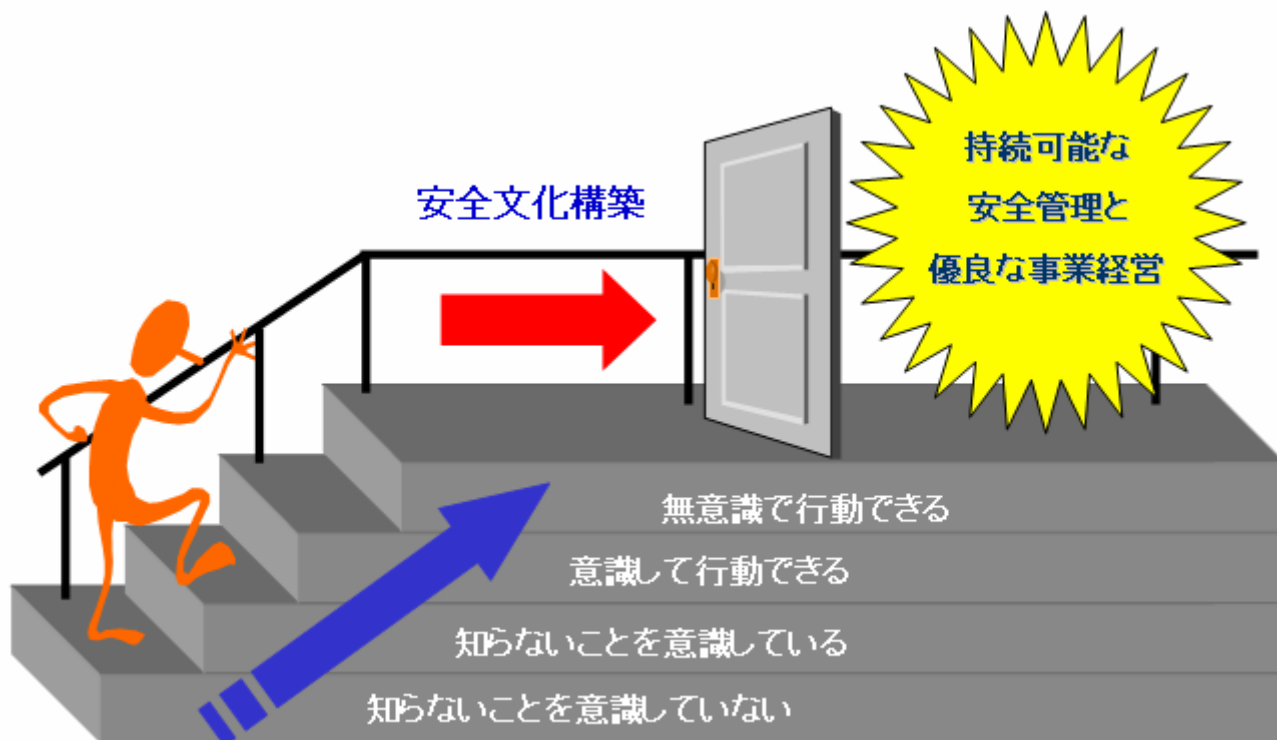 持続可能な
安全管理と
優良な事業経営
安全文化構築
無意識で行動できる
意識して行動できる
知らないことを意識している
知らないことを意識していない